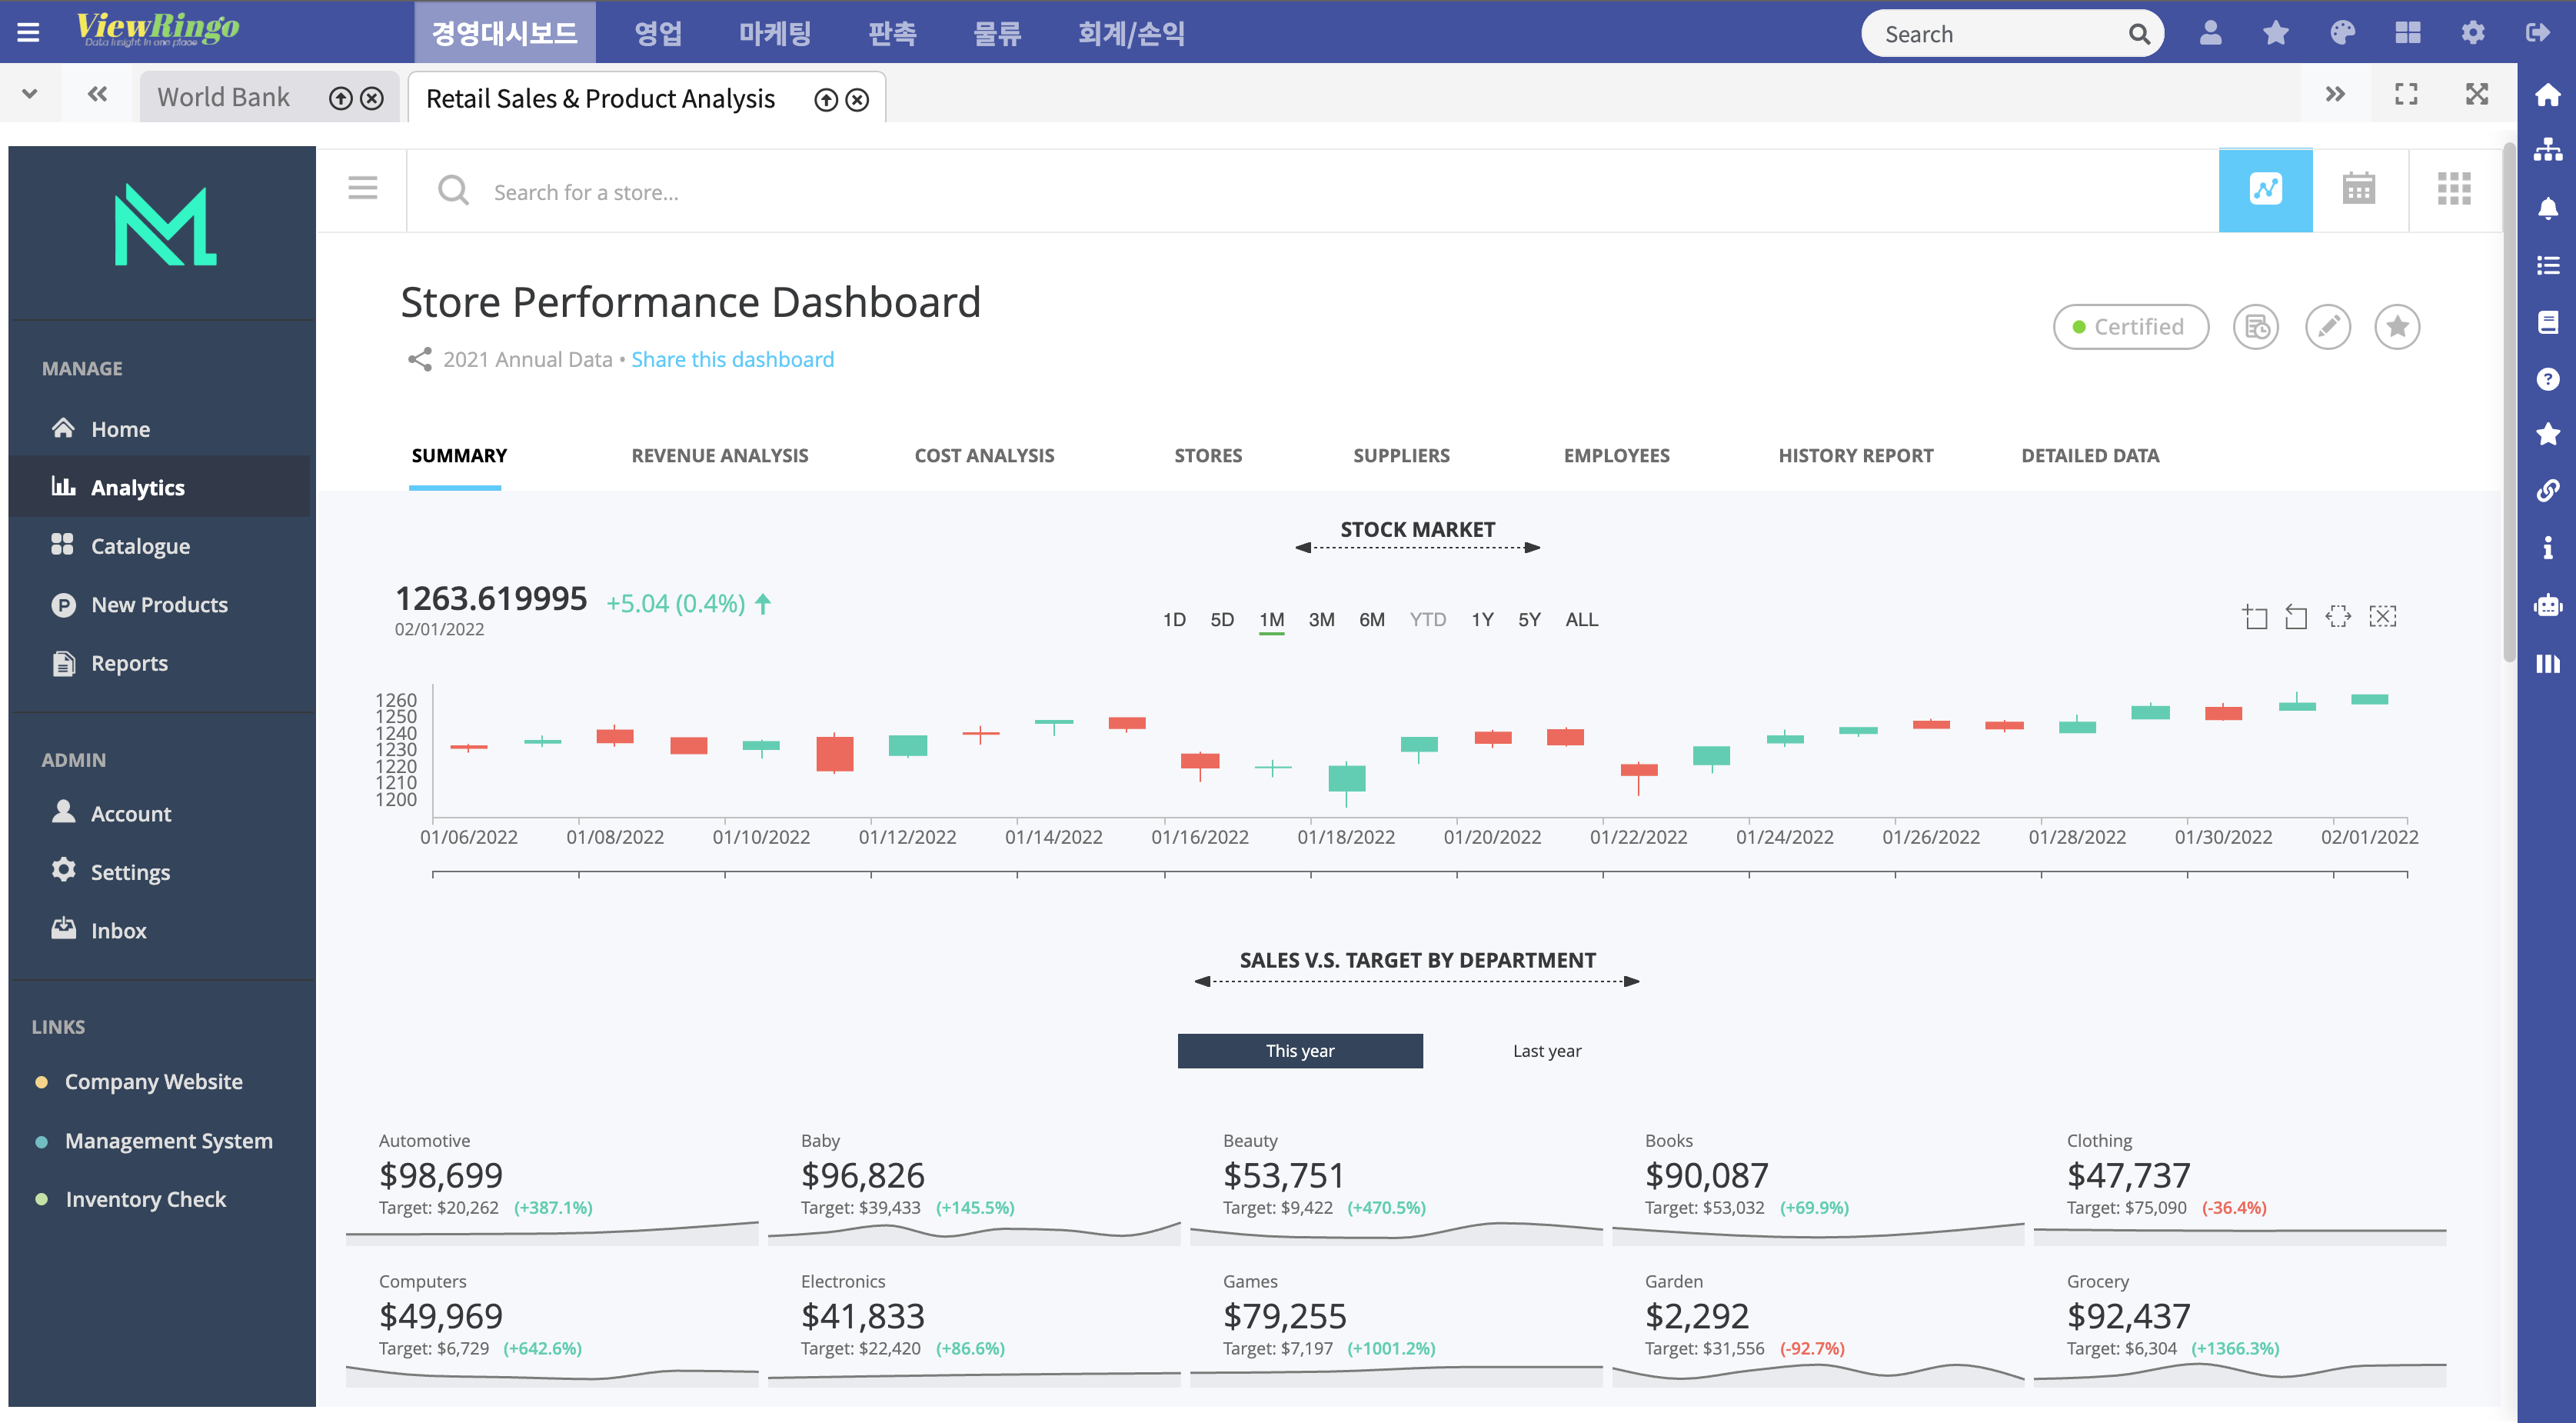 ViewRingo
Data Insight In one place
경영대시보드 영업 마케팅 판촉 물류 회계/손익
Search
World Bank
Retail Sales & Product Analysis
Search for a store...
Store Performance Dashboard
2021 Annual Data • Share this dashboard
Certified
MANAGE
Home
Analytics
Catalogue
New Products
Reports
ADMIN
Account
Settings
Inbox
LINKS
Company Website
Management System
Inventory Check
SUMMARY REVENUE ANALYSIS COST ANALYSIS STORES SUPPLIERS EMPLOYEES HISTORY REPORT DETAILED DATA
STOCK MARKET
1263.619995 +5.04 (0.4%)
02/01/2022
1D 5D 1M 3M 6M YTD 1Y 5Y ALL
1260
1250
1240
1230
1220
1210
1200
01/06/2022 01/08/2022 01/10/2022 01/12/2022 01/14/2022 01/16/2022 01/18/2022 01/20/2022 01/22/2022 01/24/2022 01/26/2022 01/28/2022 01/30/2022 02/01/2022
SALES V.S. TARGET BY DEPARTMENT
This year Last year
Automotive
$98,699
Target: $20,262 (+387.1%)
Baby
$96,826
Target: $39,433 (+145.5%)
Beauty
$53,751
Target: $9,422 (+470.5%)
Books
$90,087
Target: $53,032 (+69.9%)
Clothing
$47,737
Target: $75,090 (-36.4%)
Computers
$49,969
Target: $6,729 (+642.6%)
Electronics
$41,833
Target: $22,420 (+86.6%)
Games
$79,255
Target: $7,197 (+1001.2%)
Garden
$2,292
Target: $31,556 (-92.7%)
Grocery
$92,437
Target: $6,304 (+1366.3%)